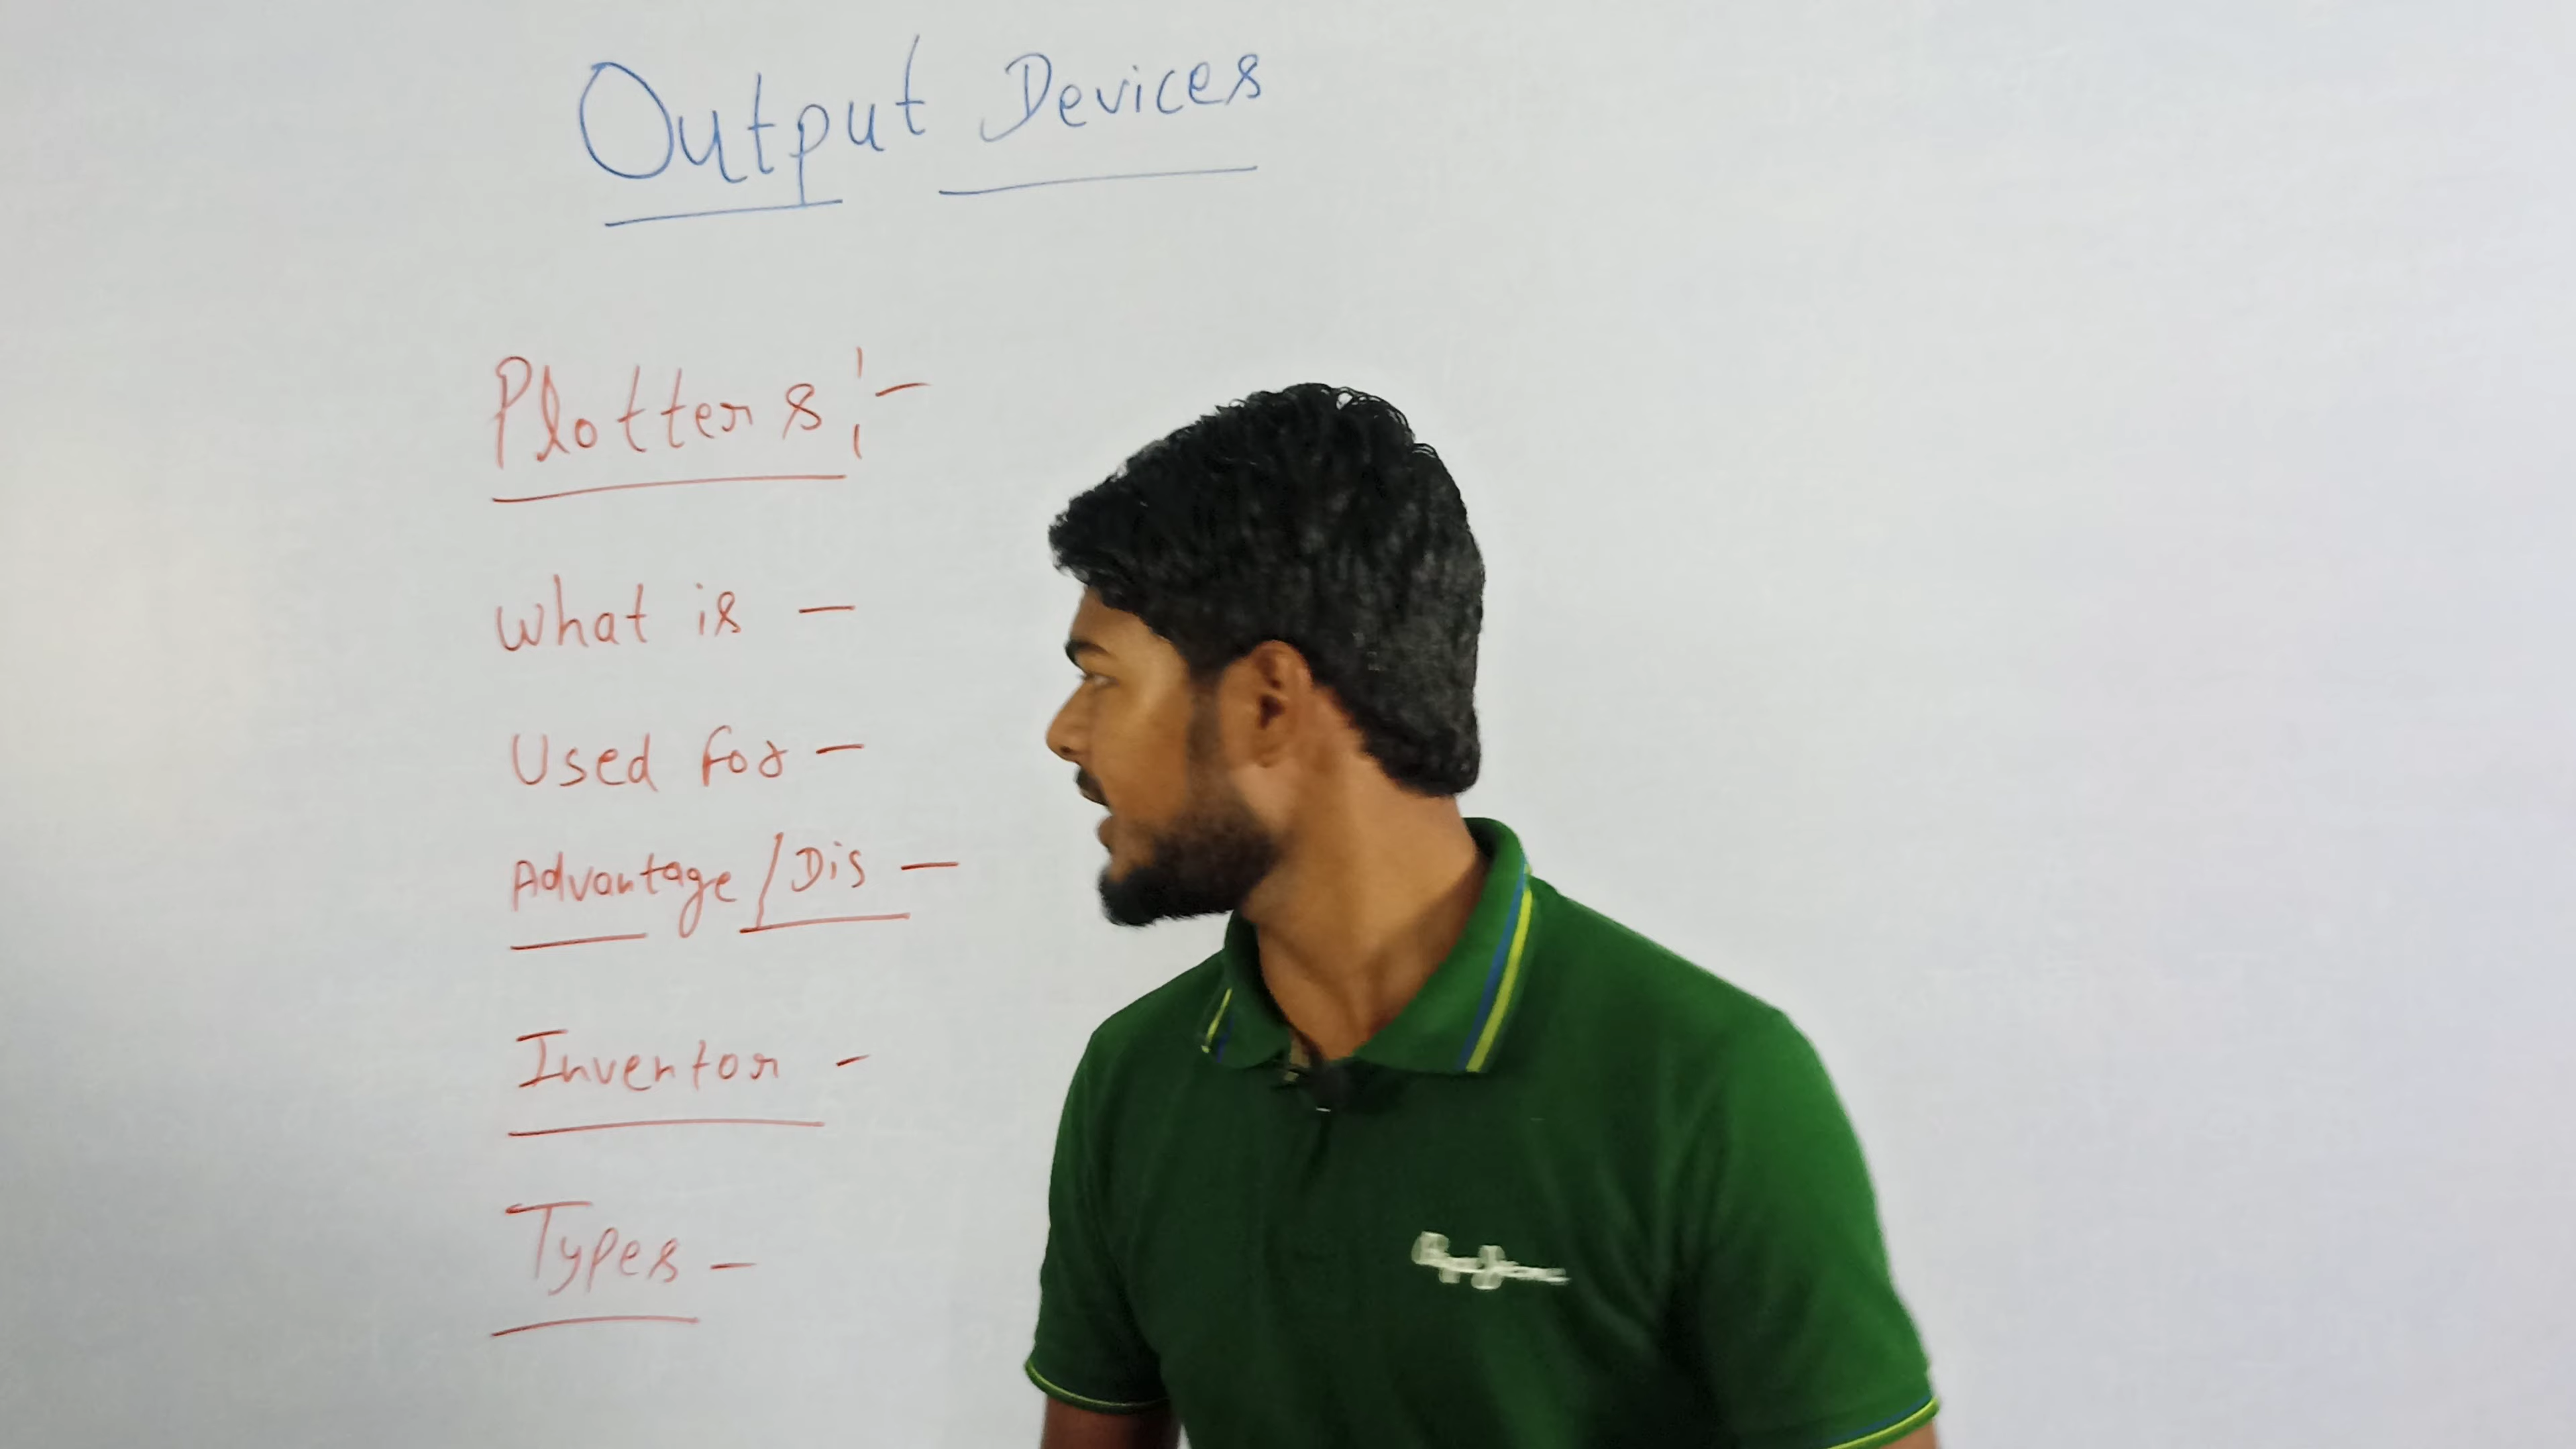 Output Devices
Plotters :-
What is -
Used for -
Advantage / Dis -
Inventor -
Types -